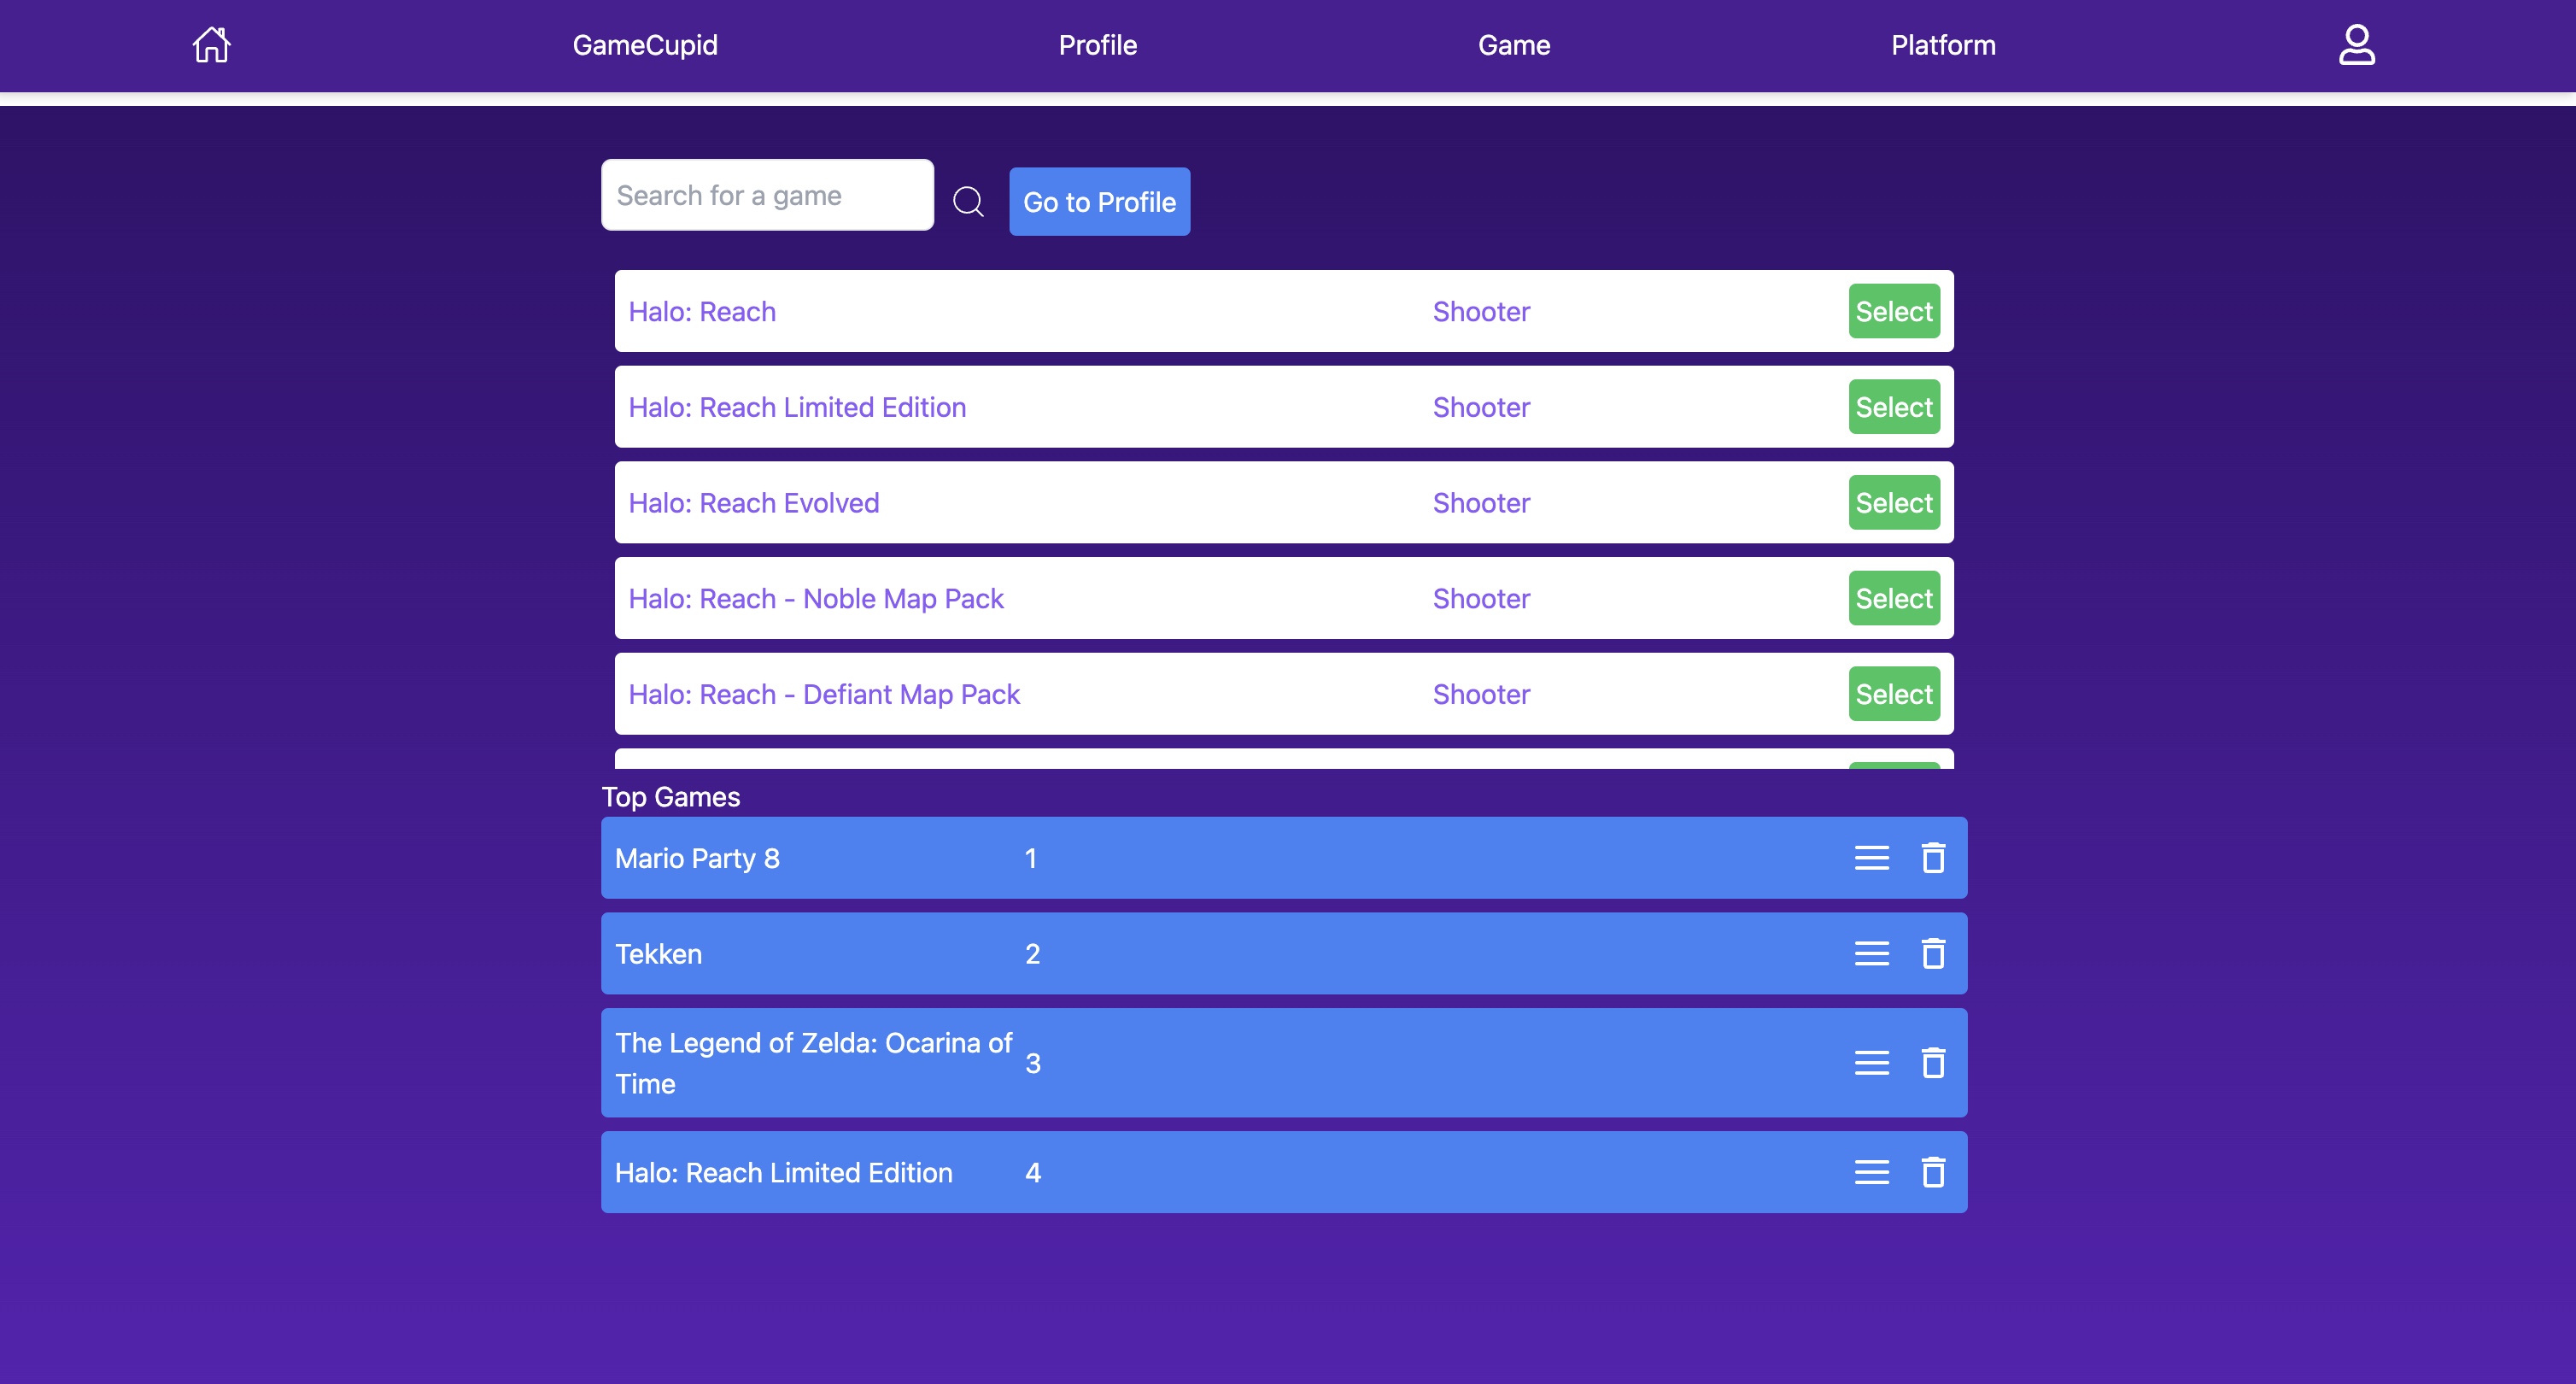 GameCupid Profile Game Platform
Search for a game
Go to Profile
Halo: Reach Shooter Select
Halo: Reach Limited Edition Shooter Select
Halo: Reach Evolved Shooter Select
Halo: Reach - Noble Map Pack Shooter Select
Halo: Reach - Defiant Map Pack Shooter Select
Top Games
Mario Party 8 1
Tekken 2
The Legend of Zelda: Ocarina of
Time
3
Halo: Reach Limited Edition 4